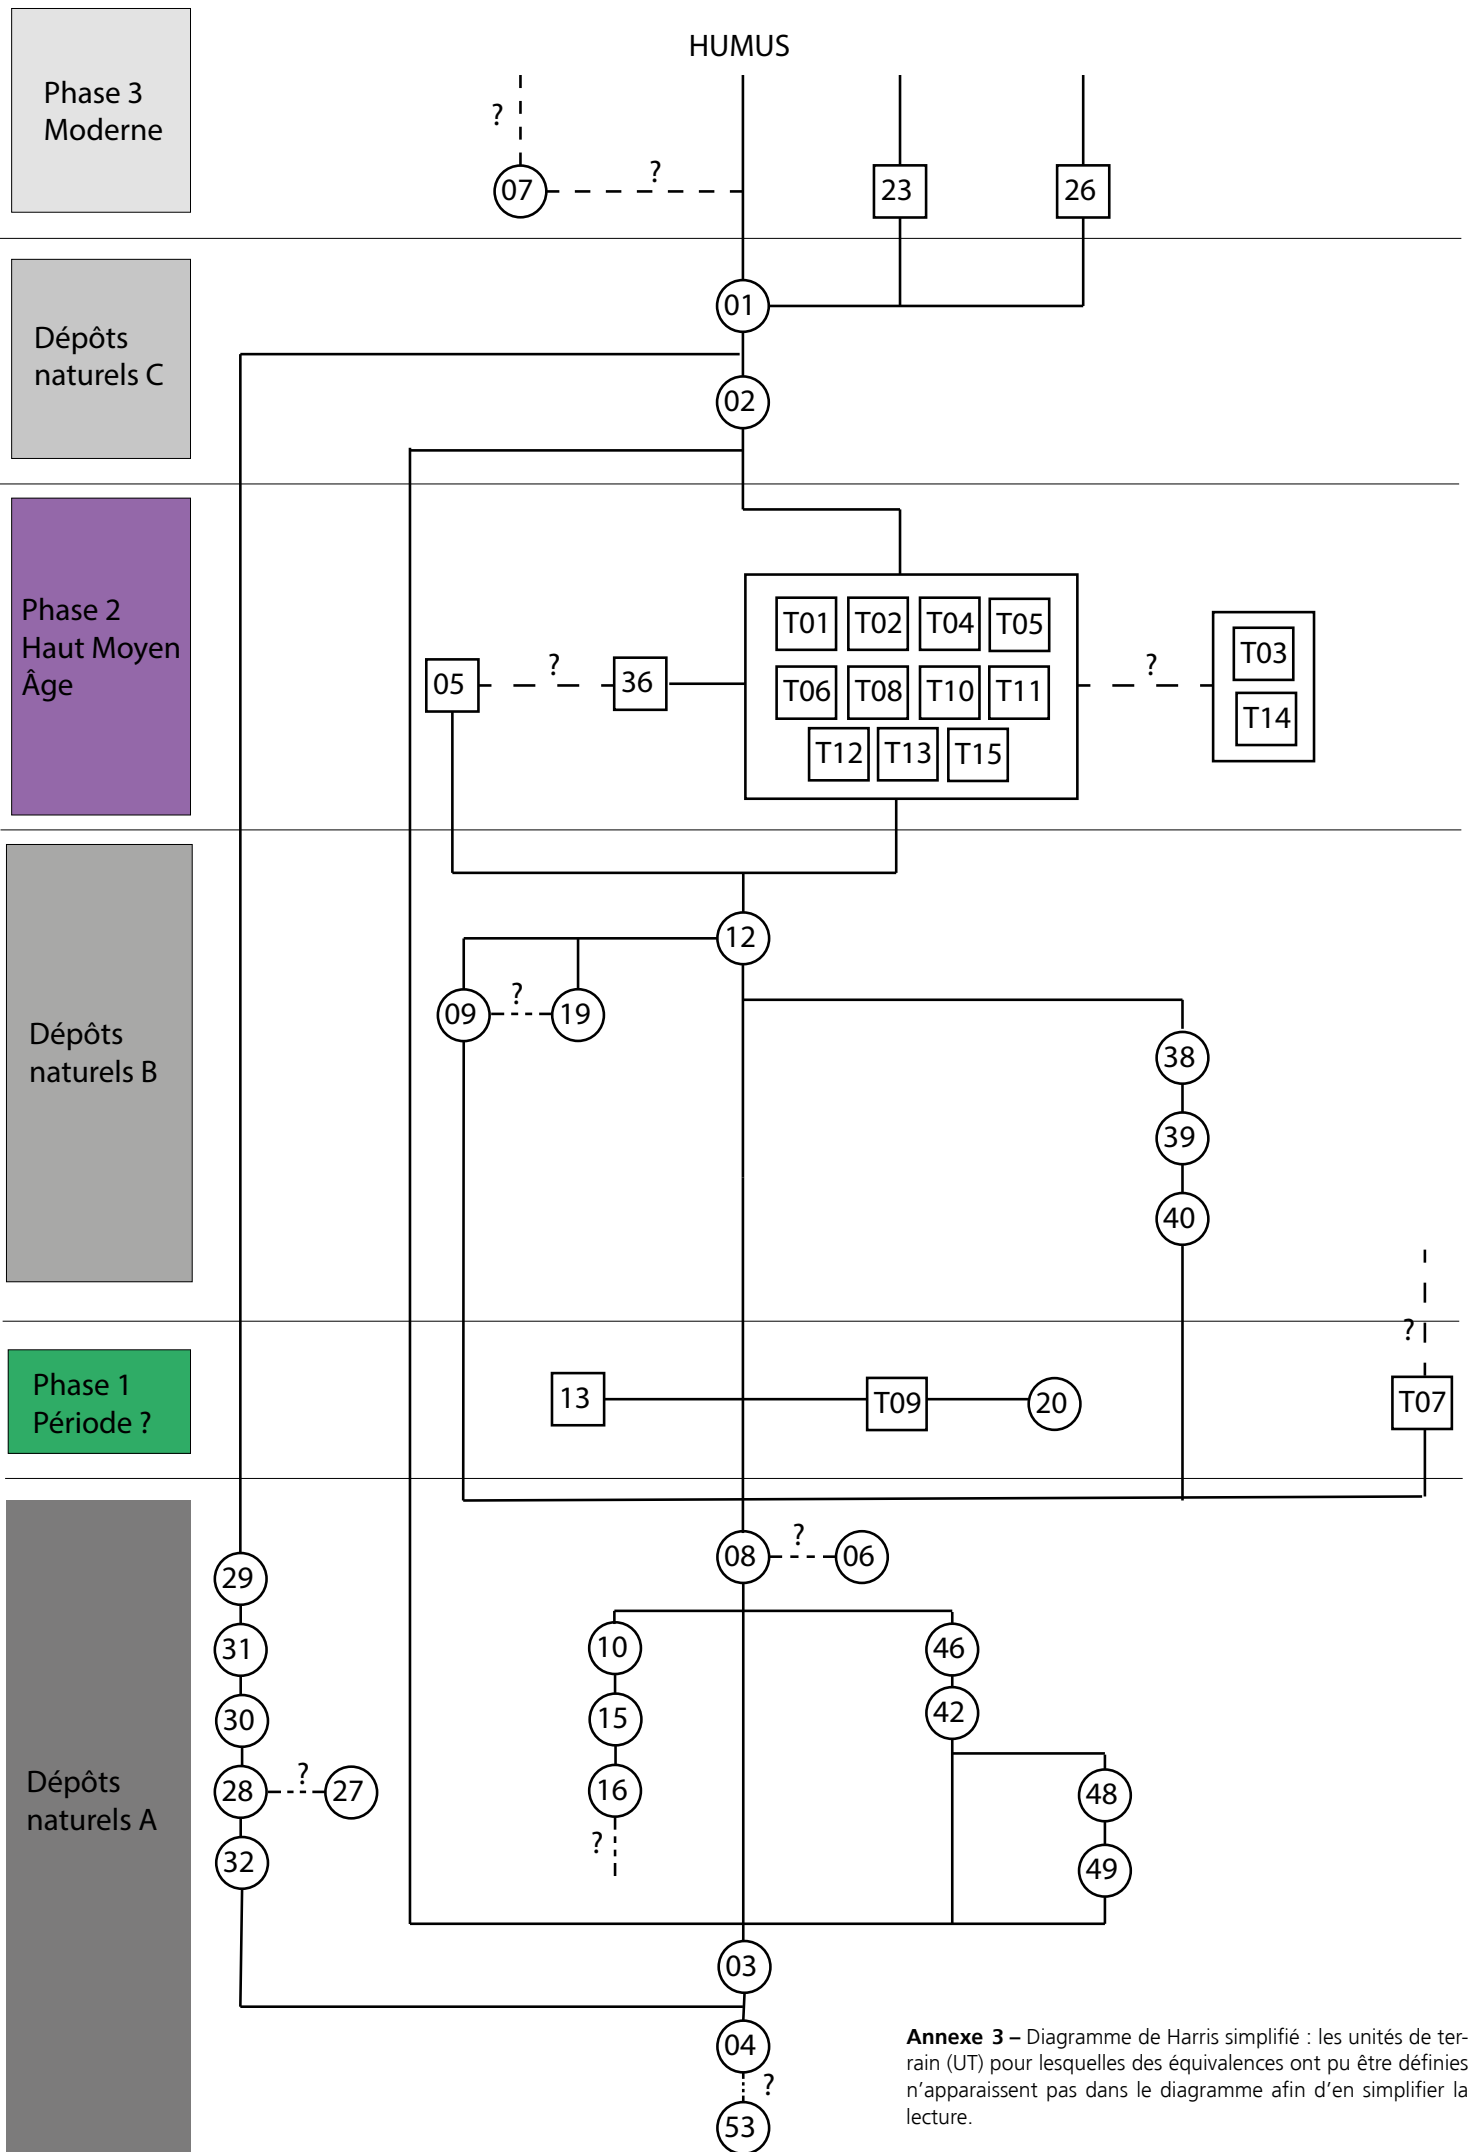 HUMUS
Phase 3
Moderne
?
?
07
23
26
Dépôts
naturels C
01
02
Phase 2
Haut Moyen
Âge
T01 T02 T04 T05
05 ? 36
T06 T08 T10 T11
T12 T13 T15
?
T03
T14
Dépôts
naturels B
12
09 ? 19
38
39
40
Phase 1
Période ?
13
T09
20
?
T07
Dépôts
naturels A
08 ? 06
29
31
30
28 ? 27
32
10
15
16
?
46
42
48
49
03
04
?
53
Annexe 3 – Diagramme de Harris simplifié : les unités de ter-
rain (UT) pour lesquelles des équivalences ont pu être définies
n'apparaissent pas dans le diagramme afin d'en simplifier la
lecture.